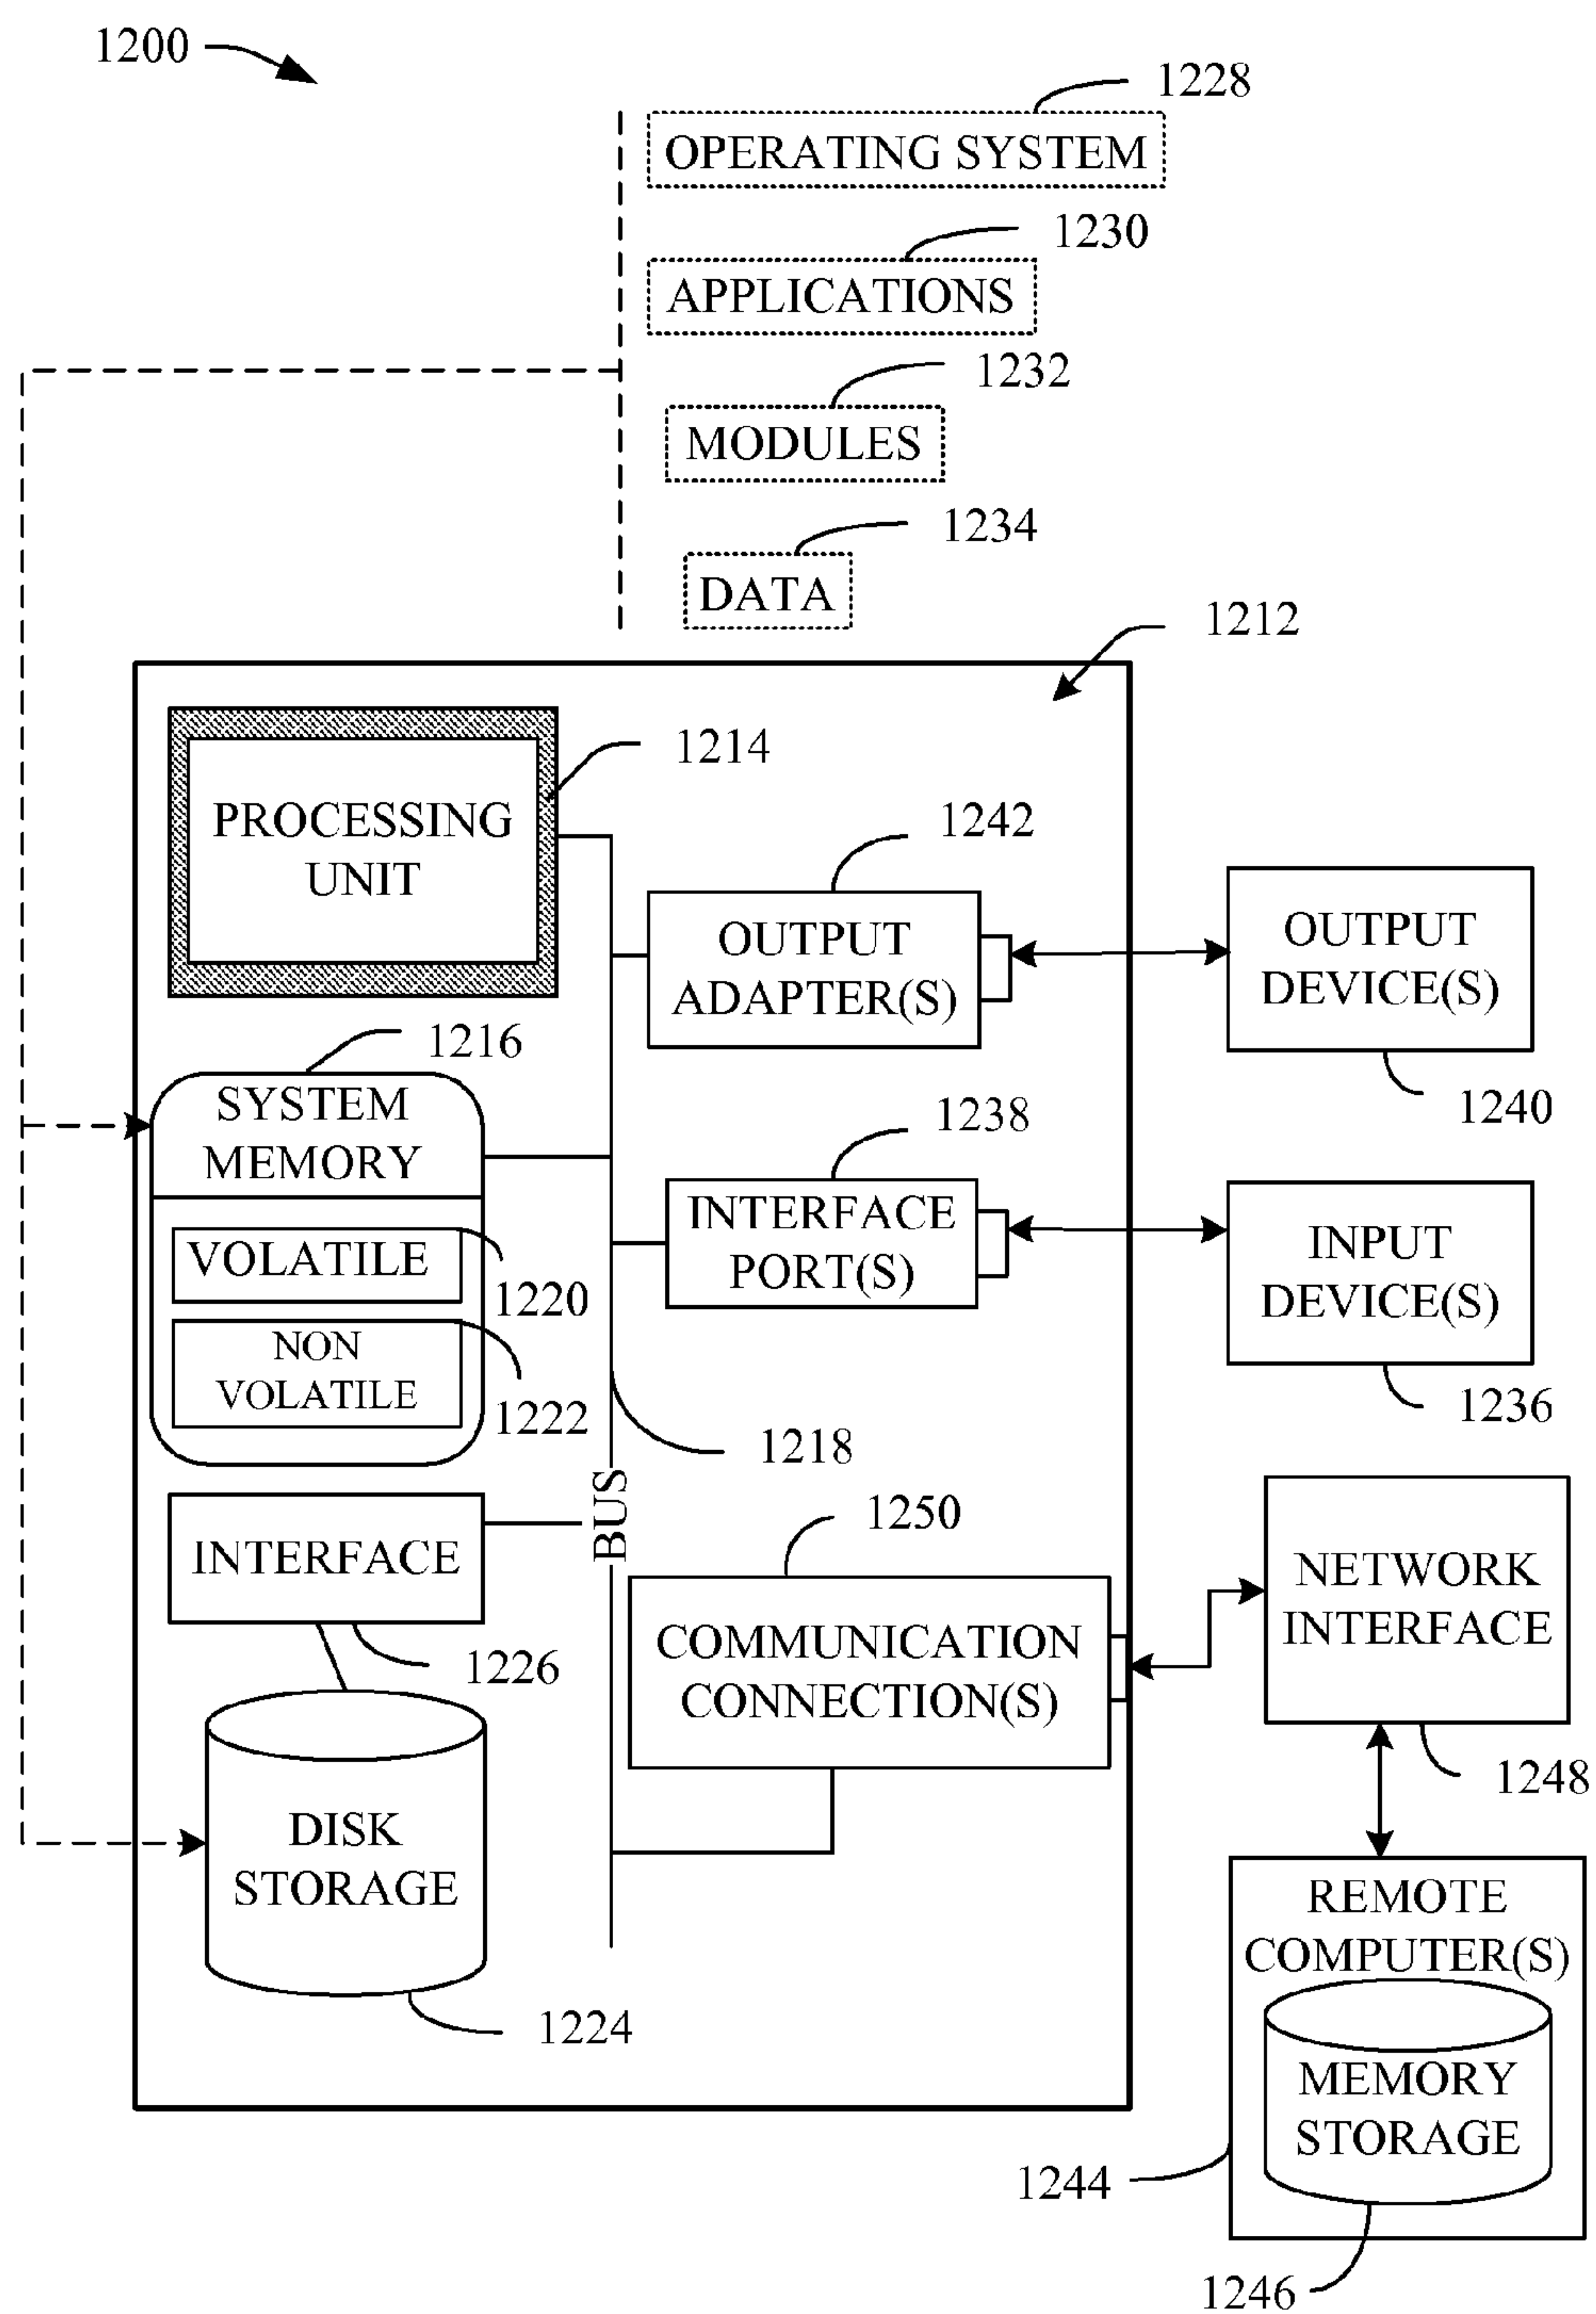 1200
1228
OPERATING SYSTEM
1230
APPLICATIONS
1232
MODULES
1234
DATA
1212
PROCESSING
UNIT
1214
1242
OUTPUT
ADAPTER(S)
OUTPUT
DEVICE(S)
1240
1216
SYSTEM
MEMORY
VOLATILE
1220
NON
VOLATILE
1222
1238
INTERFACE
PORT(S)
INPUT
DEVICE(S)
1236
1218
BUS
INTERFACE
1226
1250
COMMUNICATION
CONNECTION(S)
NETWORK
INTERFACE
1248
DISK
STORAGE
1224
REMOTE
COMPUTER(S)
MEMORY
STORAGE
1244
1246